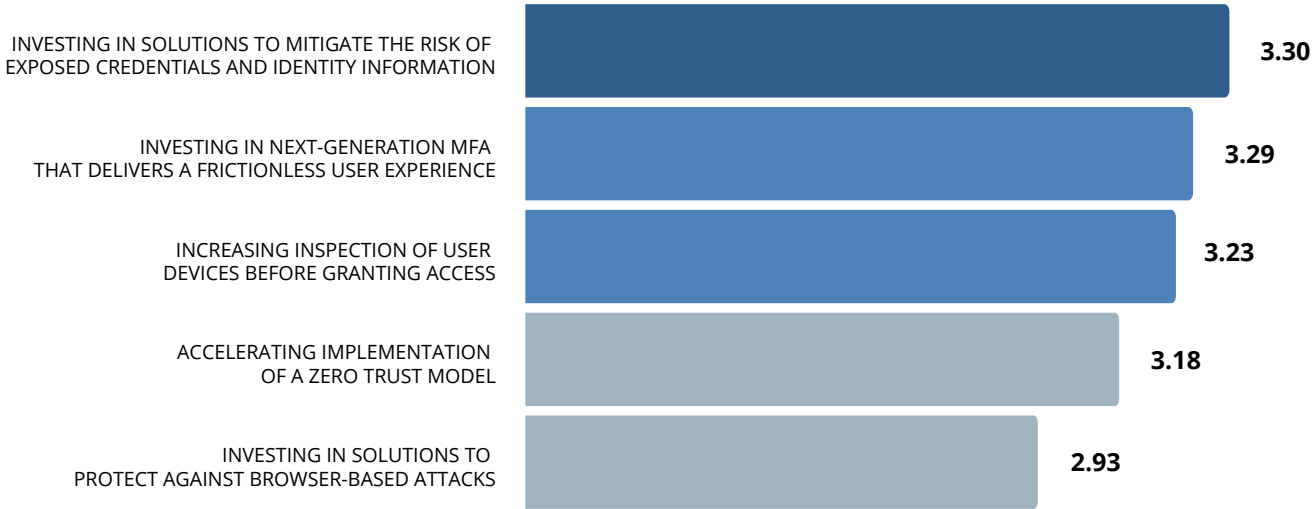 INVESTING IN SOLUTIONS TO MITIGATE THE RISK OF
EXPOSED CREDENTIALS AND IDENTITY INFORMATION
3.30
INVESTING IN NEXT-GENERATION MFA
THAT DELIVERS A FRICTIONLESS USER EXPERIENCE
3.29
INCREASING INSPECTION OF USER
DEVICES BEFORE GRANTING ACCESS
3.23
ACCELERATING IMPLEMENTATION
OF A ZERO TRUST MODEL
3.18
INVESTING IN SOLUTIONS TO
PROTECT AGAINST BROWSER-BASED ATTACKS
2.93